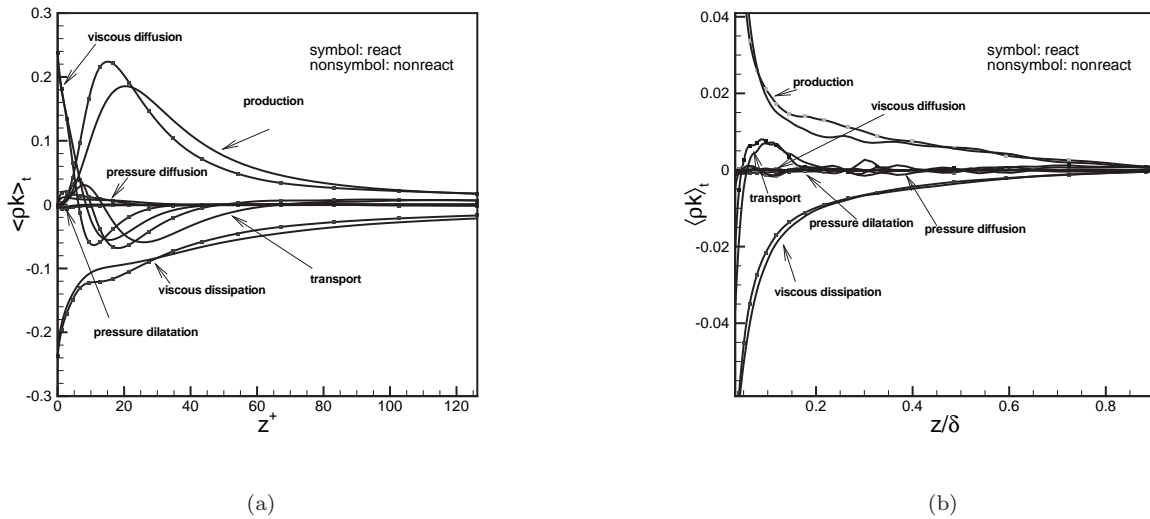 symbol: react
nonsymbol: nonreact
viscous diffusion
production
pressure diffusion
transport
viscous dissipation
pressure dilatation
<ρk>t
0.3
0.2
0.1
0
-0.1
-0.2
-0.3
0 20 40 60 80 100 120
z+
(a)
symbol: react
nonsymbol: nonreact
production
viscous diffusion
transport
pressure dilatation
pressure diffusion
viscous dissipation
⟨ρk⟩t
0.04
0.02
0
-0.02
-0.04
0.2 0.4 0.6 0.8
z/δ
(b)